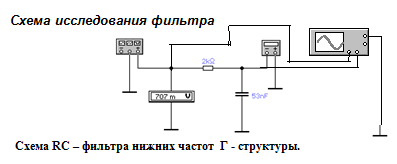 Схема исследования фильтра
2kΩ
707 m V
53nF
Схема RC – фильтра нижних частот Г - структуры.